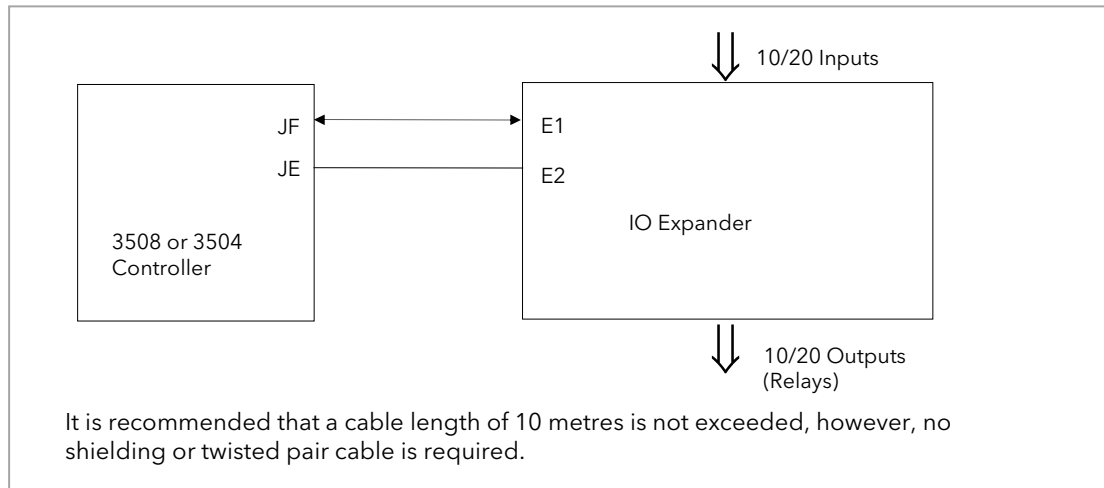 10/20 Inputs
JF
E1
JE
E2
IO Expander
3508 or 3504
Controller
10/20 Outputs
(Relays)
It is recommended that a cable length of 10 metres is not exceeded, however, no
shielding or twisted pair cable is required.